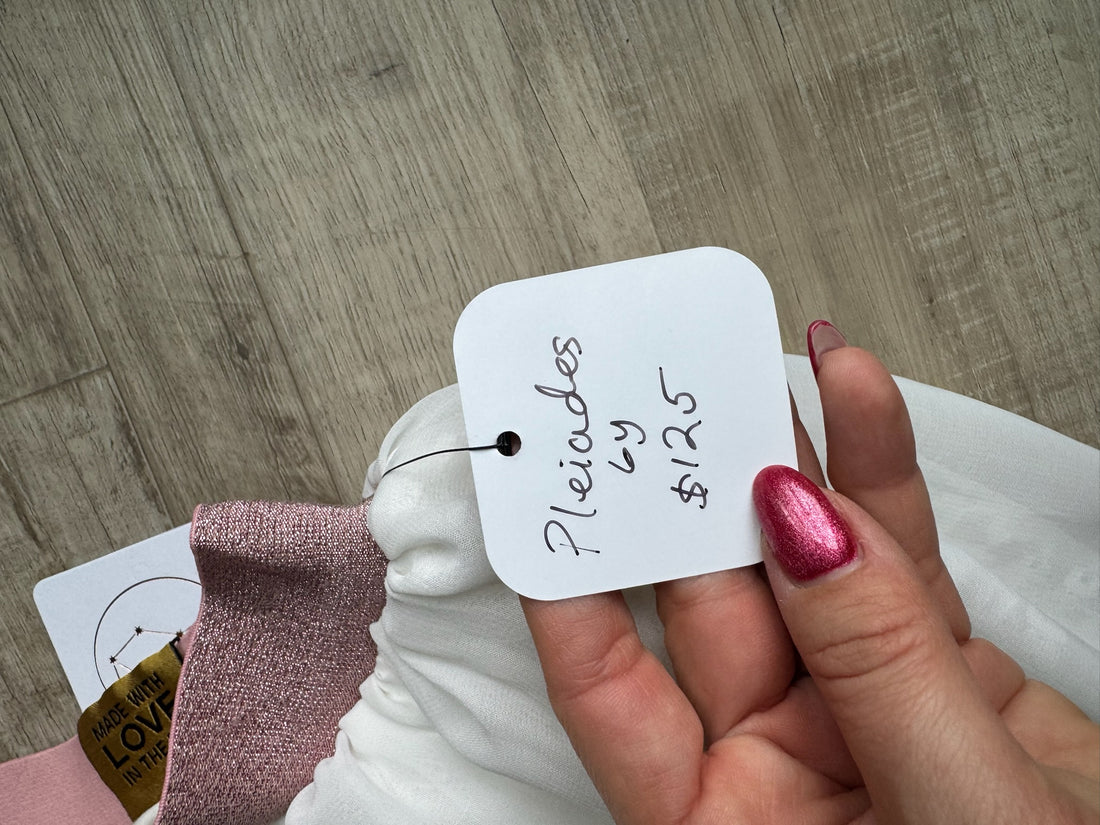 Pleiades
6y
$125
MADE WITH
LOVE
IN THE